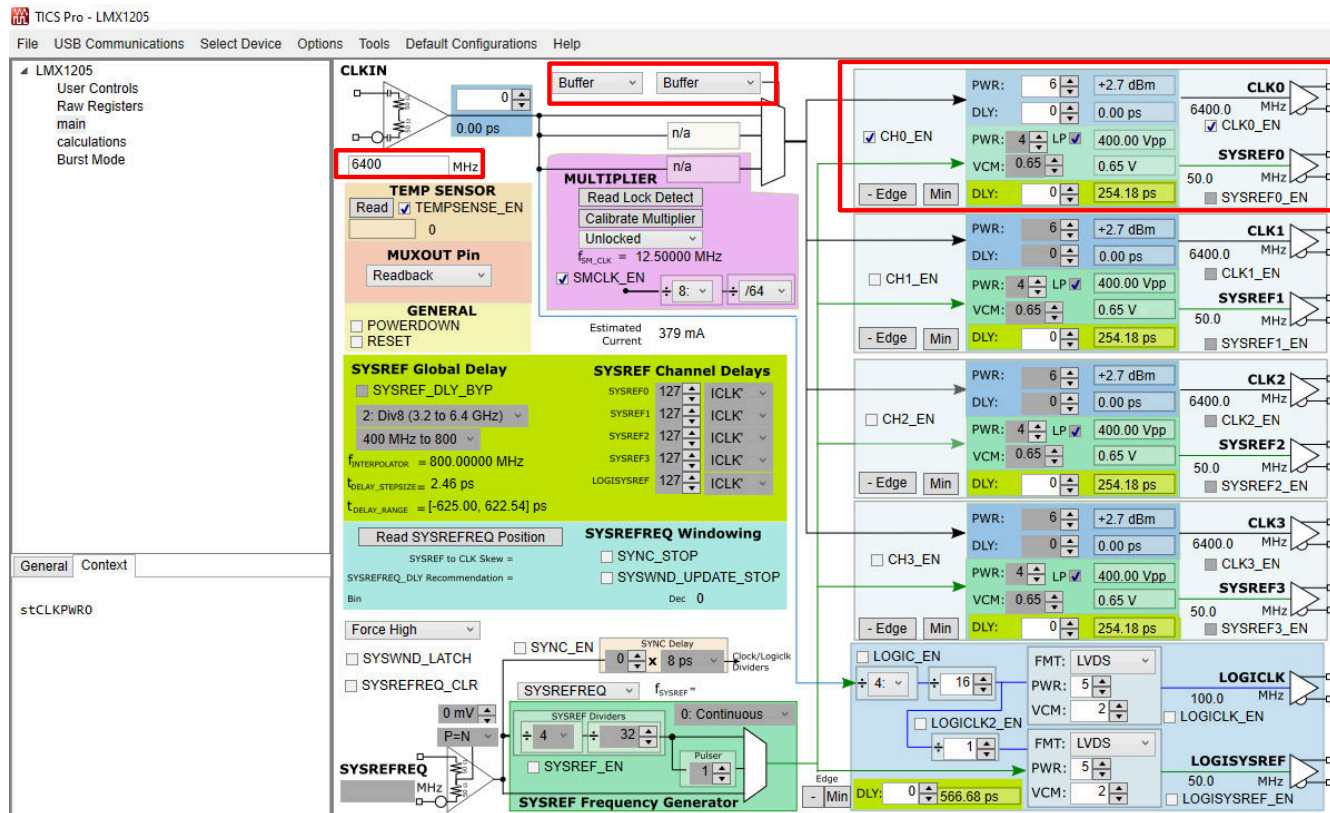 TICS Pro - LMX1205
File USB Communications Select Device Options Tools Default Configurations Help
LMX1205
User Controls
Raw Registers
main
calculations
Burst Mode
General Context
stCLKPWR0
CLKIN
50 Ω
50 Ω
0
0.00 ps
6400 MHz
Buffer Buffer
n/a
n/a
TEMP SENSOR
Read TEMPSENSE_EN
0
MUXOUT Pin
Readback
GENERAL
POWERDOWN
RESET
MULTIPLIER
Read Lock Detect
Calibrate Multiplier
Unlocked
fSM_CLK = 12.50000 MHz
SMCLK_EN
÷ 8: ÷ /64
Estimated
Current 379 mA
SYSREF Global Delay
SYSREF_DLY_BYP
2: Div8 (3.2 to 6.4 GHz)
400 MHz to 800
fINTERPOLATOR = 800.00000 MHz
tDELAY_STEPSIZE = 2.46 ps
tDELAY_RANGE = [-625.00, 622.54] ps
SYSREF Channel Delays
SYSREF0 127 ICLK'
SYSREF1 127 ICLK'
SYSREF2 127 ICLK'
SYSREF3 127 ICLK'
LOGISYSREF 127 ICLK'
Read SYSREFREQ Position
SYSREF to CLK Skew =
SYSREFREQ_DLY Recommendation =
Bin Dec 0
SYSREFREQ Windowing
SYNC_STOP
SYSWND_UPDATE_STOP
Force High
SYSWND_LATCH
SYSREFREQ_CLR
SYNC_EN
SYNC Delay
0 x 8 ps
Clock/Logiclk
Dividers
SYSREFREQ fSYSREF =
0 mV
P=N
SYSREFREQ
MHz
50 Ω
50 Ω
SYSREF Dividers
÷ 4 ÷ 32
0: Continuous
SYSREF_EN
Pulser
1
SYSREF Frequency Generator
CH0_EN
- Edge Min
PWR: 6 +2.7 dBm
DLY: 0 0.00 ps
PWR: 4 LP 400.00 Vpp
VCM: 0.65 0.65 V
DLY: 0 254.18 ps
CLK0
6400.0 MHz
CLK0_EN
SYSREF0
50.0 MHz
SYSREF0_EN
CH1_EN
- Edge Min
PWR: 6 +2.7 dBm
DLY: 0 0.00 ps
PWR: 4 LP 400.00 Vpp
VCM: 0.65 0.65 V
DLY: 0 254.18 ps
CLK1
6400.0 MHz
CLK1_EN
SYSREF1
50.0 MHz
SYSREF1_EN
CH2_EN
- Edge Min
PWR: 6 +2.7 dBm
DLY: 0 0.00 ps
PWR: 4 LP 400.00 Vpp
VCM: 0.65 0.65 V
DLY: 0 254.18 ps
CLK2
6400.0 MHz
CLK2_EN
SYSREF2
50.0 MHz
SYSREF2_EN
CH3_EN
- Edge Min
PWR: 6 +2.7 dBm
DLY: 0 0.00 ps
PWR: 4 LP 400.00 Vpp
VCM: 0.65 0.65 V
DLY: 0 254.18 ps
CLK3
6400.0 MHz
CLK3_EN
SYSREF3
50.0 MHz
SYSREF3_EN
LOGIC_EN
÷ 4: ÷ 16
LOGICLK2_EN
÷ 1
FMT: LVDS
PWR: 5
VCM: 2
LOGICLK
100.0 MHz
LOGICLK_EN
FMT: LVDS
PWR: 5
VCM: 2
LOGISYSREF
50.0 MHz
LOGISYSREF_EN
Edge
- Min DLY: 0 566.68 ps